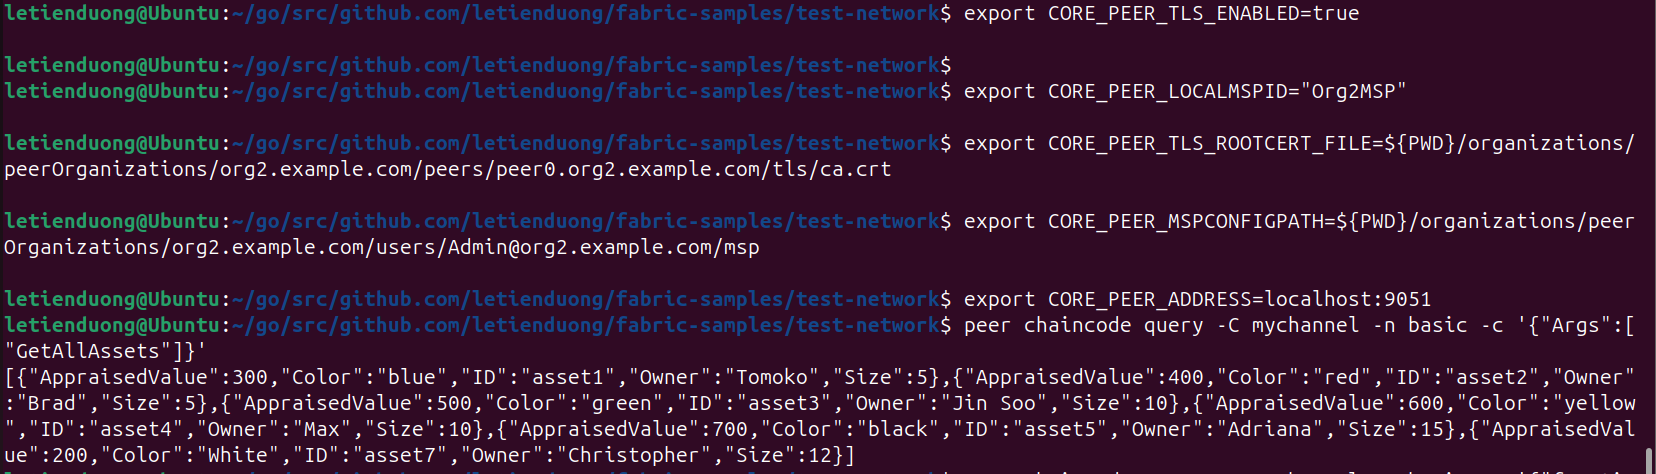 letienduong@Ubuntu:~/go/src/github.com/letienduong/fabric-samples/test-network$ export CORE_PEER_TLS_ENABLED=true
letienduong@Ubuntu:~/go/src/github.com/letienduong/fabric-samples/test-network$
letienduong@Ubuntu:~/go/src/github.com/letienduong/fabric-samples/test-network$ export CORE_PEER_LOCALMSPID="Org2MSP"
letienduong@Ubuntu:~/go/src/github.com/letienduong/fabric-samples/test-network$ export CORE_PEER_TLS_ROOTCERT_FILE=${PWD}/organizations/
peerOrganizations/org2.example.com/peers/peer0.org2.example.com/tls/ca.crt
letienduong@Ubuntu:~/go/src/github.com/letienduong/fabric-samples/test-network$ export CORE_PEER_MSPCONFIGPATH=${PWD}/organizations/peer
Organizations/org2.example.com/users/Admin@org2.example.com/msp
letienduong@Ubuntu:~/go/src/github.com/letienduong/fabric-samples/test-network$ export CORE_PEER_ADDRESS=localhost:9051
letienduong@Ubuntu:~/go/src/github.com/letienduong/fabric-samples/test-network$ peer chaincode query -C mychannel -n basic -c '{"Args":[
"GetAllAssets"]}'
[{"AppraisedValue":300,"Color":"blue","ID":"asset1","Owner":"Tomoko","Size":5},{"AppraisedValue":400,"Color":"red","ID":"asset2","Owner"
:"Brad","Size":5},{"AppraisedValue":500,"Color":"green","ID":"asset3","Owner":"Jin Soo","Size":10},{"AppraisedValue":600,"Color":"yellow
","ID":"asset4","Owner":"Max","Size":10},{"AppraisedValue":700,"Color":"black","ID":"asset5","Owner":"Adriana","Size":15},{"AppraisedVal
ue":200,"Color":"White","ID":"asset7","Owner":"Christopher","Size":12}]